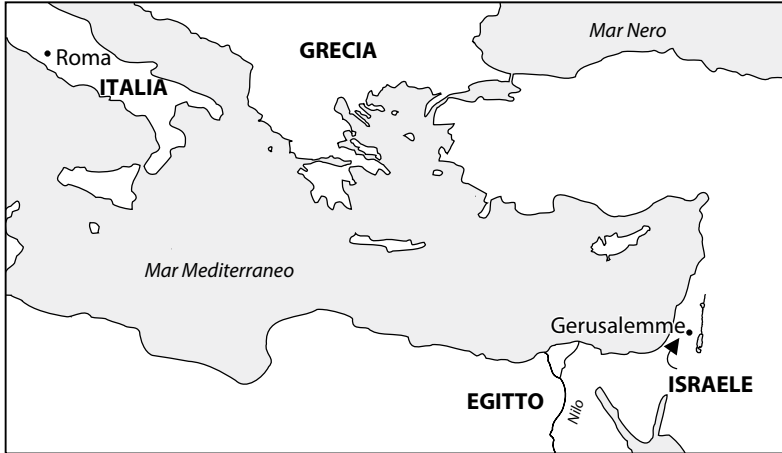 Mar Nero
GRECIA
Roma
ITALIA
Mar Mediterraneo
Gerusalemme
ISRAELE
EGITTO
Nilo